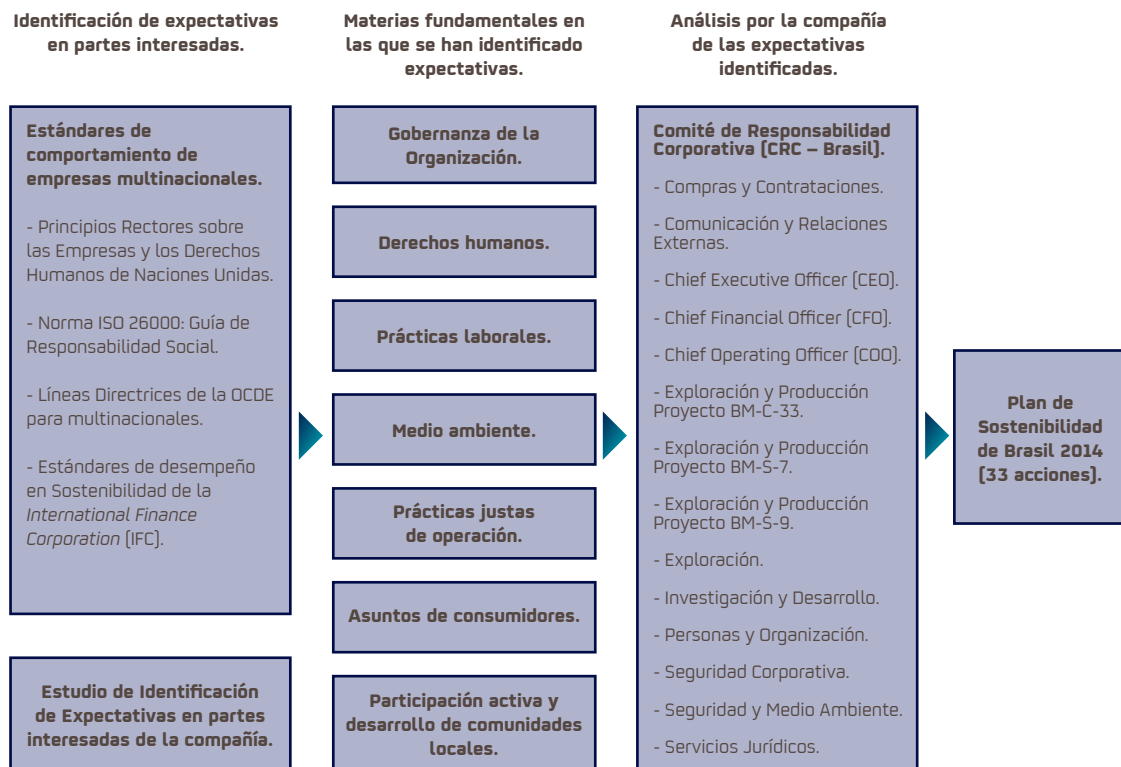 Identificación de expectativas
en partes interesadas.
Estándares de
comportamiento de
empresas multinacionales.
- Principios Rectores sobre
las Empresas y los Derechos
Humanos de Naciones Unidas.
- Norma ISO 26000: Guía de
Responsabilidad Social.
- Líneas Directrices de la OCDE
para multinacionales.
- Estándares de desempeño
en Sostenibilidad de la
International Finance
Corporation (IFC).
Estudio de Identificación
de Expectativas en partes
interesadas de la compañía.
Materias fundamentales en
las que se han identificado
expectativas.
Gobernanza de la
Organización.
Derechos humanos.
Prácticas laborales.
Medio ambiente.
Prácticas justas
de operación.
Asuntos de consumidores.
Participación activa y
desarrollo de comunidades
locales.
Análisis por la compañía
de las expectativas
identificadas.
Comité de Responsabilidad
Corporativa (CRC – Brasil).
- Compras y Contrataciones.
- Comunicación y Relaciones
Externas.
- Chief Executive Officer (CEO).
- Chief Financial Officer (CFO).
- Chief Operating Officer (COO).
- Exploración y Producción
Proyecto BM-C-33.
- Exploración y Producción
Proyecto BM-S-7.
- Exploración y Producción
Proyecto BM-S-9.
- Exploración.
- Investigación y Desarrollo.
- Personas y Organización.
- Seguridad Corporativa.
- Seguridad y Medio Ambiente.
- Servicios Jurídicos.
Plan de
Sostenibilidad
de Brasil 2014
(33 acciones).